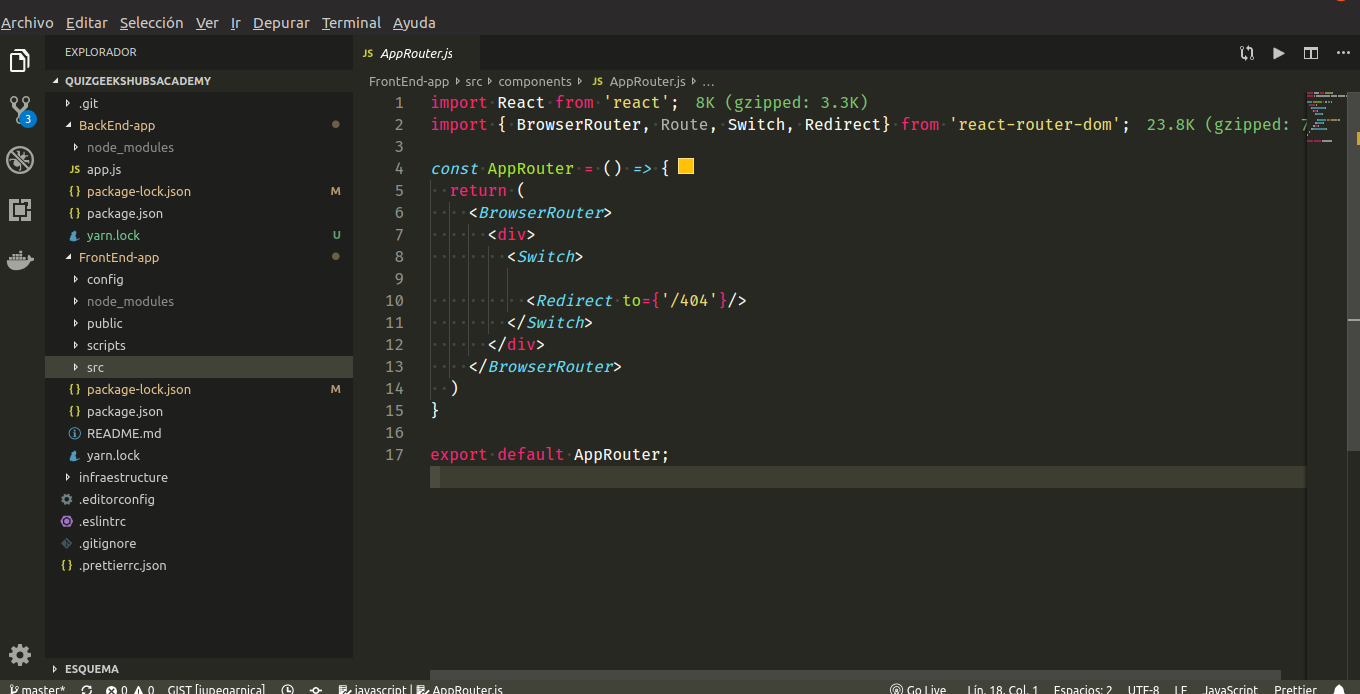 Archivo Editar Selección Ver Ir Depurar Terminal Ayuda
EXPLORADOR
QUIZGEEKSHUBSACADEMY
.git
BackEnd-app
node_modules
JS app.js
{} package-lock.json M
{} package.json
yarn.lock U
FrontEnd-app
config
node_modules
public
scripts
src
{} package-lock.json M
{} package.json
README.md
yarn.lock
infraestructure
.editorconfig
.eslintrc
.gitignore
{} .prettierrc.json
ESQUEMA
3
JS AppRouter.js
FrontEnd-app src components JS AppRouter.js ...
1 import React from 'react'; 8K (gzipped: 3.3K)
2 import { BrowserRouter, Route, Switch, Redirect} from 'react-router-dom'; 23.8K (gzipped: 7
3
4 const AppRouter = () => {
5 return (
6 <BrowserRouter>
7 <div>
8 <Switch>
9
10 <Redirect to={'/404'}/>
11 </Switch>
12 </div>
13 </BrowserRouter>
14 )
15 }
16
17 export default AppRouter;
master* 0 0 GIST [jupegarnica] javascript | AppRouter.js Go Live Lín. 18, Col. 1 Espacios: 2 UTF-8 LF JavaScript Prettier